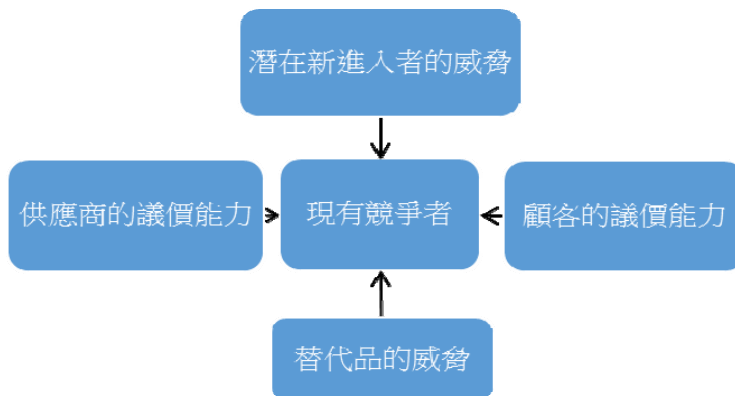 潛在新進入者的威脅
供應商的議價能力
現有競爭者
顧客的議價能力
替代品的威脅